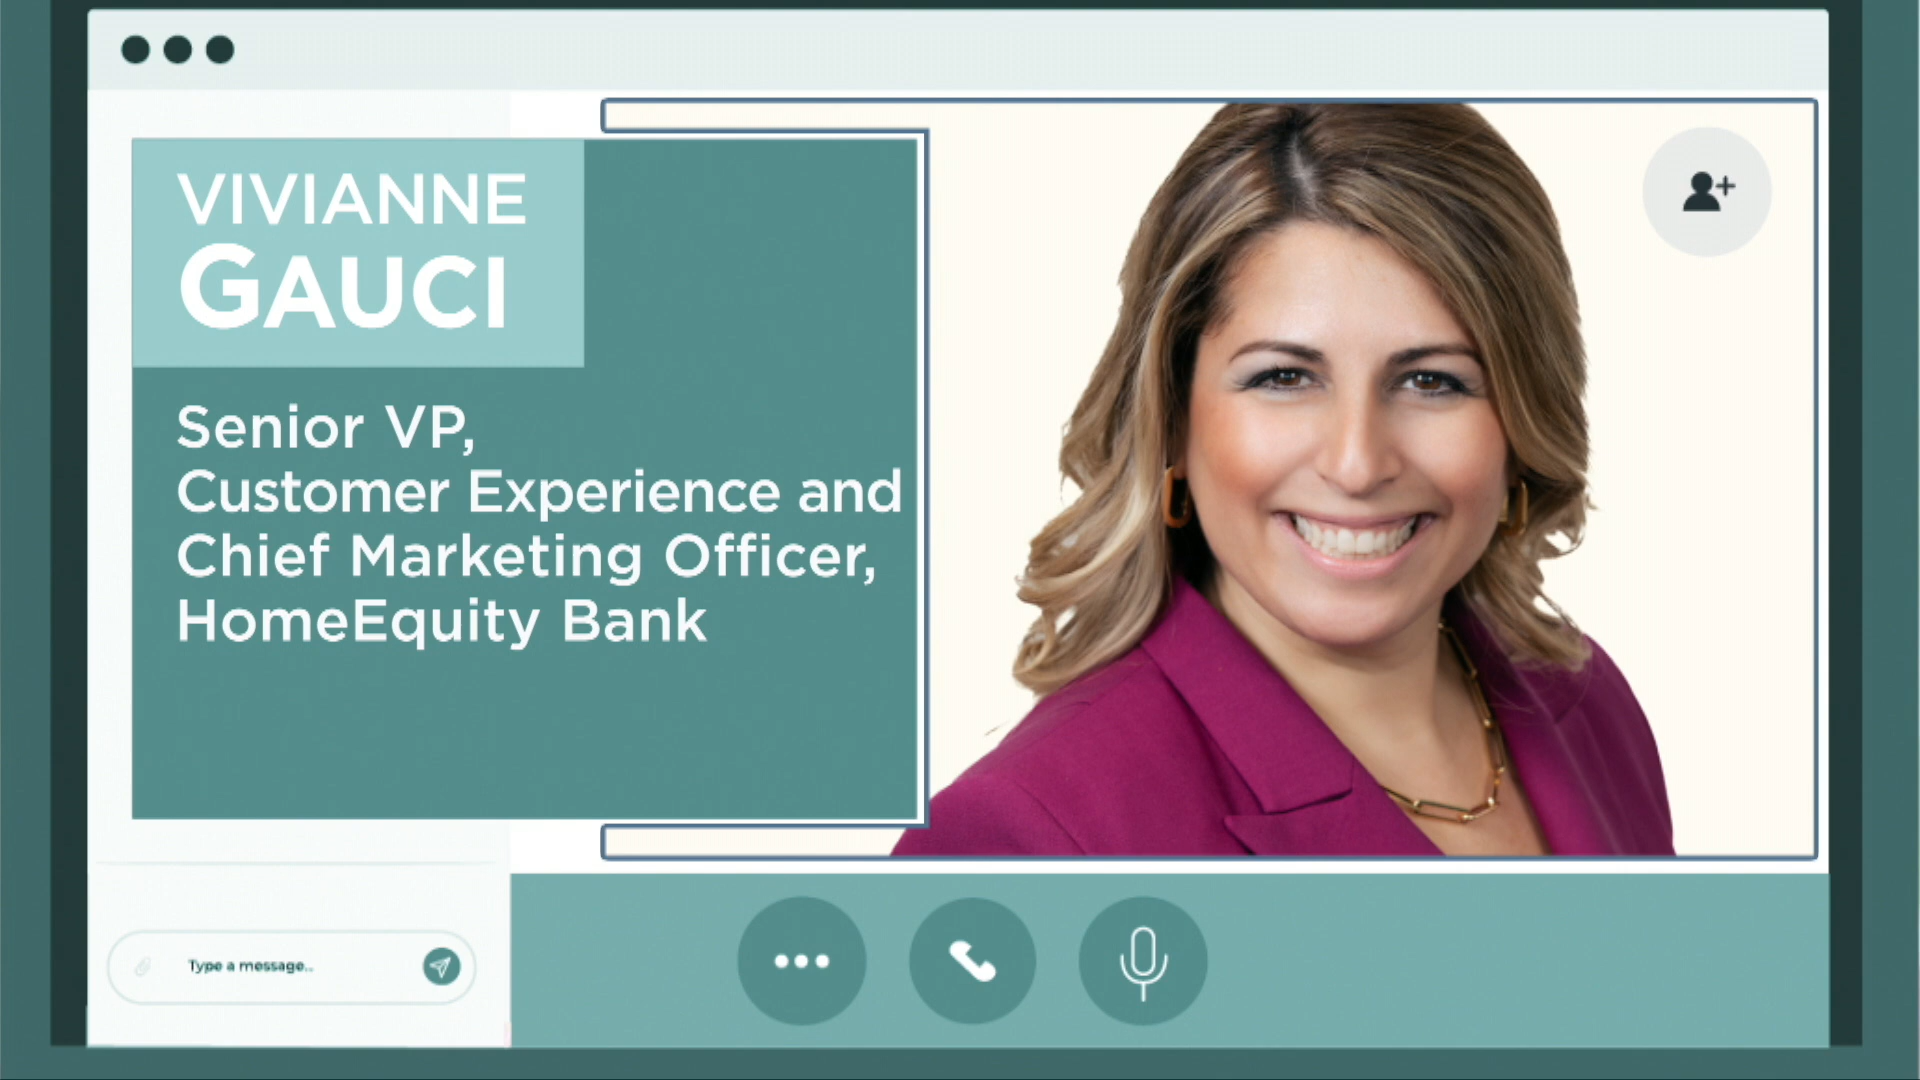 VIVIANNE
GAUCI
Senior VP,
Customer Experience and
Chief Marketing Officer,
HomeEquity Bank
Type a message..